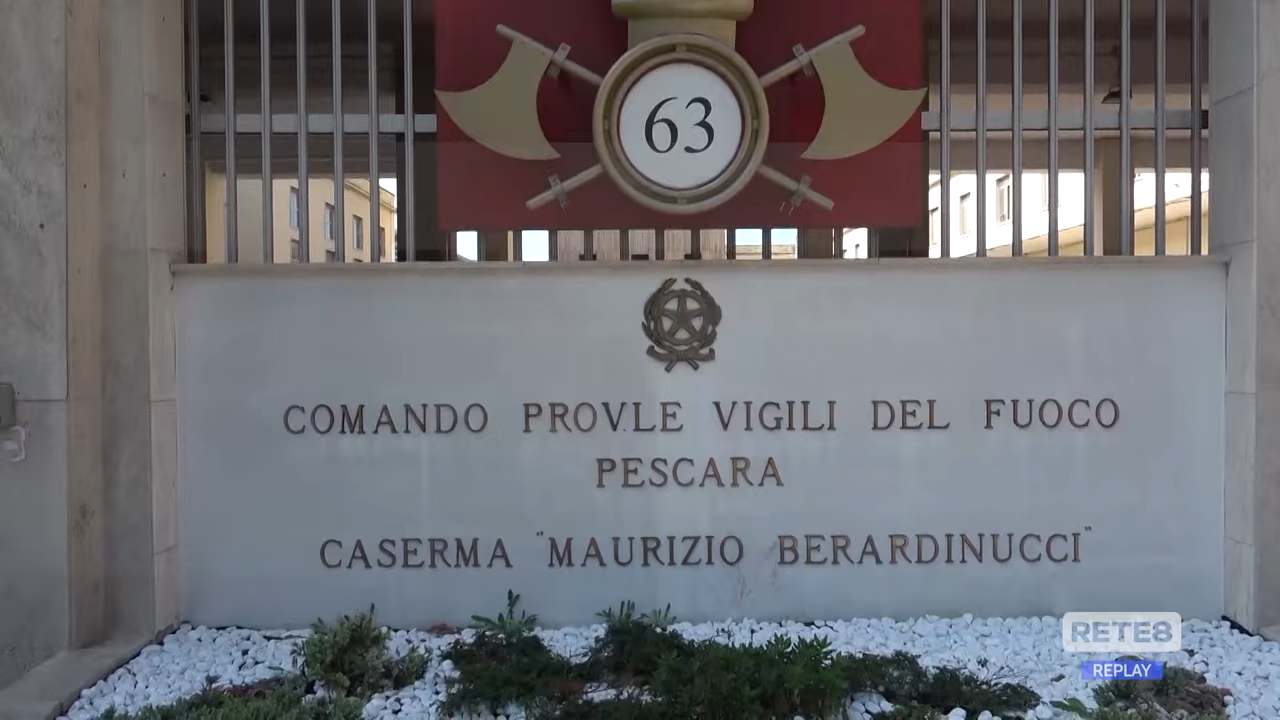 63
COMANDO PROV.LE VIGILI DEL FUOCO
PESCARA
CASERMA "MAURIZIO BERARDINUCCI"
RETE8
REPLAY